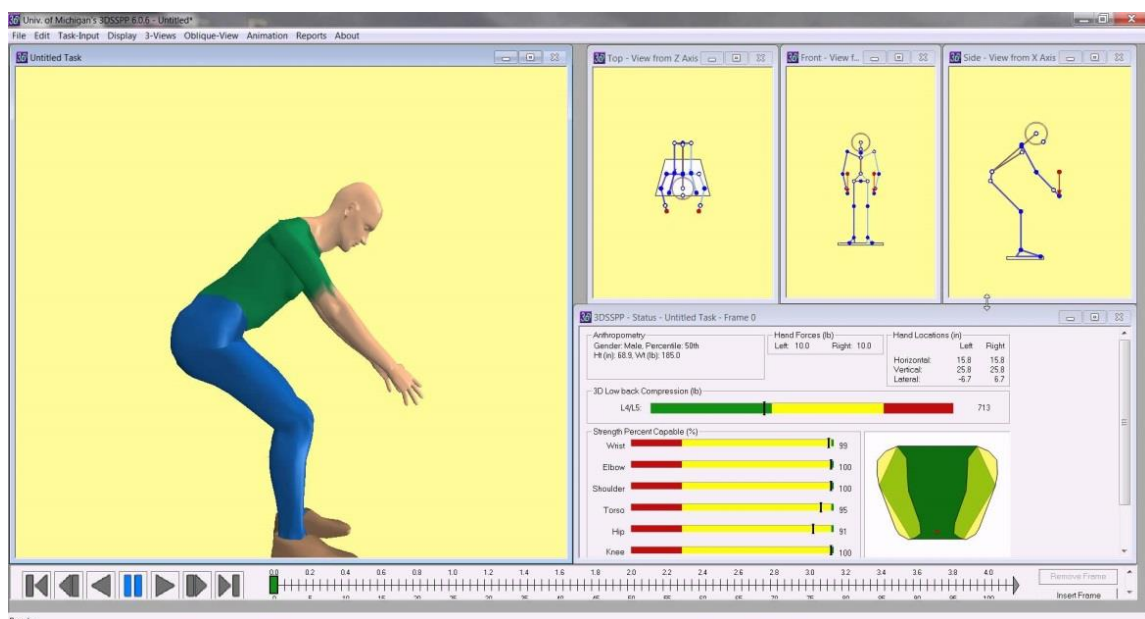 Univ. of Michigan's 3DSSPP 6.0.6 - Untitled*
File Edit Task-Input Display 3-Views Oblique-View Animation Reports About
Untitled Task
Top - View from Z Axis
Front - View f...
Side - View from X Axis
3DSSPP - Status - Untitled Task - Frame 0
Anthropometry
Gender: Male, Percentile: 50th
Ht (in): 68.9, Wt (lb): 185.0
Hand Forces (lb)
Left: 10.0 Right: 10.0
Hand Locations (in)
Left Right
Horizontal: 15.8 15.8
Vertical: 25.8 25.8
Lateral: -6.7 6.7
3D Low back Compression (lb)
L4/L5: 713
Strength Percent Capable (%)
Wrist 99
Elbow 100
Shoulder 100
Torso 95
Hip 91
Knee 100
0.0 0.2 0.4 0.6 0.8 1.0 1.2 1.4 1.6 1.8 2.0 2.2 2.4 2.6 2.8 3.0 3.2 3.4 3.6 3.8 4.0
Remove Frame
Insert Frame